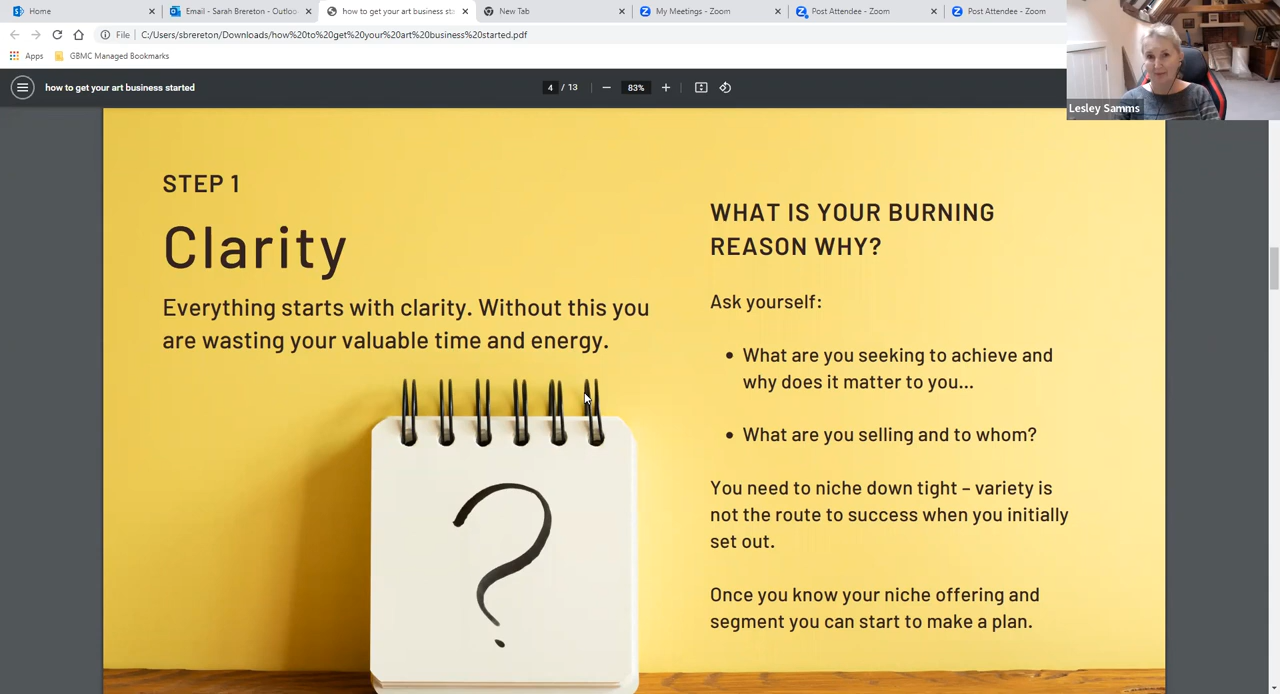 Home
Email - Sarah Brereton - Outloo
how to get your art business sta
New Tab
My Meetings - Zoom
Post Attendee - Zoom
Post Attendee - Zoom
File
C:/Users/sbrereton/Downloads/how%20to%20get%20your%20art%20business%20started.pdf
Apps
GBMC Managed Bookmarks
how to get your art business started
4 / 13
83%
Lesley Samms
STEP 1
Clarity
Everything starts with clarity. Without this you
are wasting your valuable time and energy.
?
WHAT IS YOUR BURNING
REASON WHY?
Ask yourself:
• What are you seeking to achieve and
why does it matter to you...
• What are you selling and to whom?
You need to niche down tight – variety is
not the route to success when you initially
set out.
Once you know your niche offering and
segment you can start to make a plan.